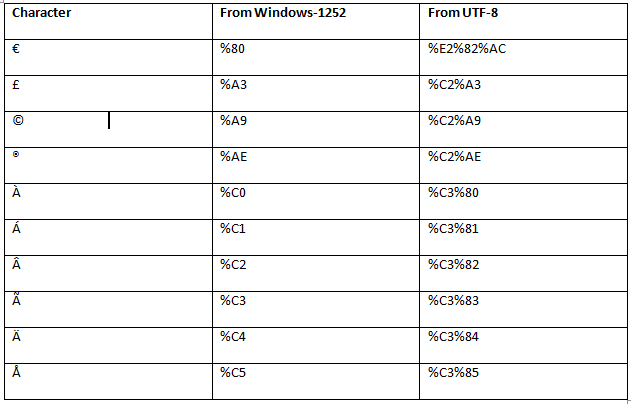 Character From Windows-1252 From UTF-8
€ %80 %E2%82%AC
£ %A3 %C2%A3
© %A9 %C2%A9
® %AE %C2%AE
À %C0 %C3%80
Á %C1 %C3%81
Â %C2 %C3%82
Ã %C3 %C3%83
Ä %C4 %C3%84
Å %C5 %C3%85